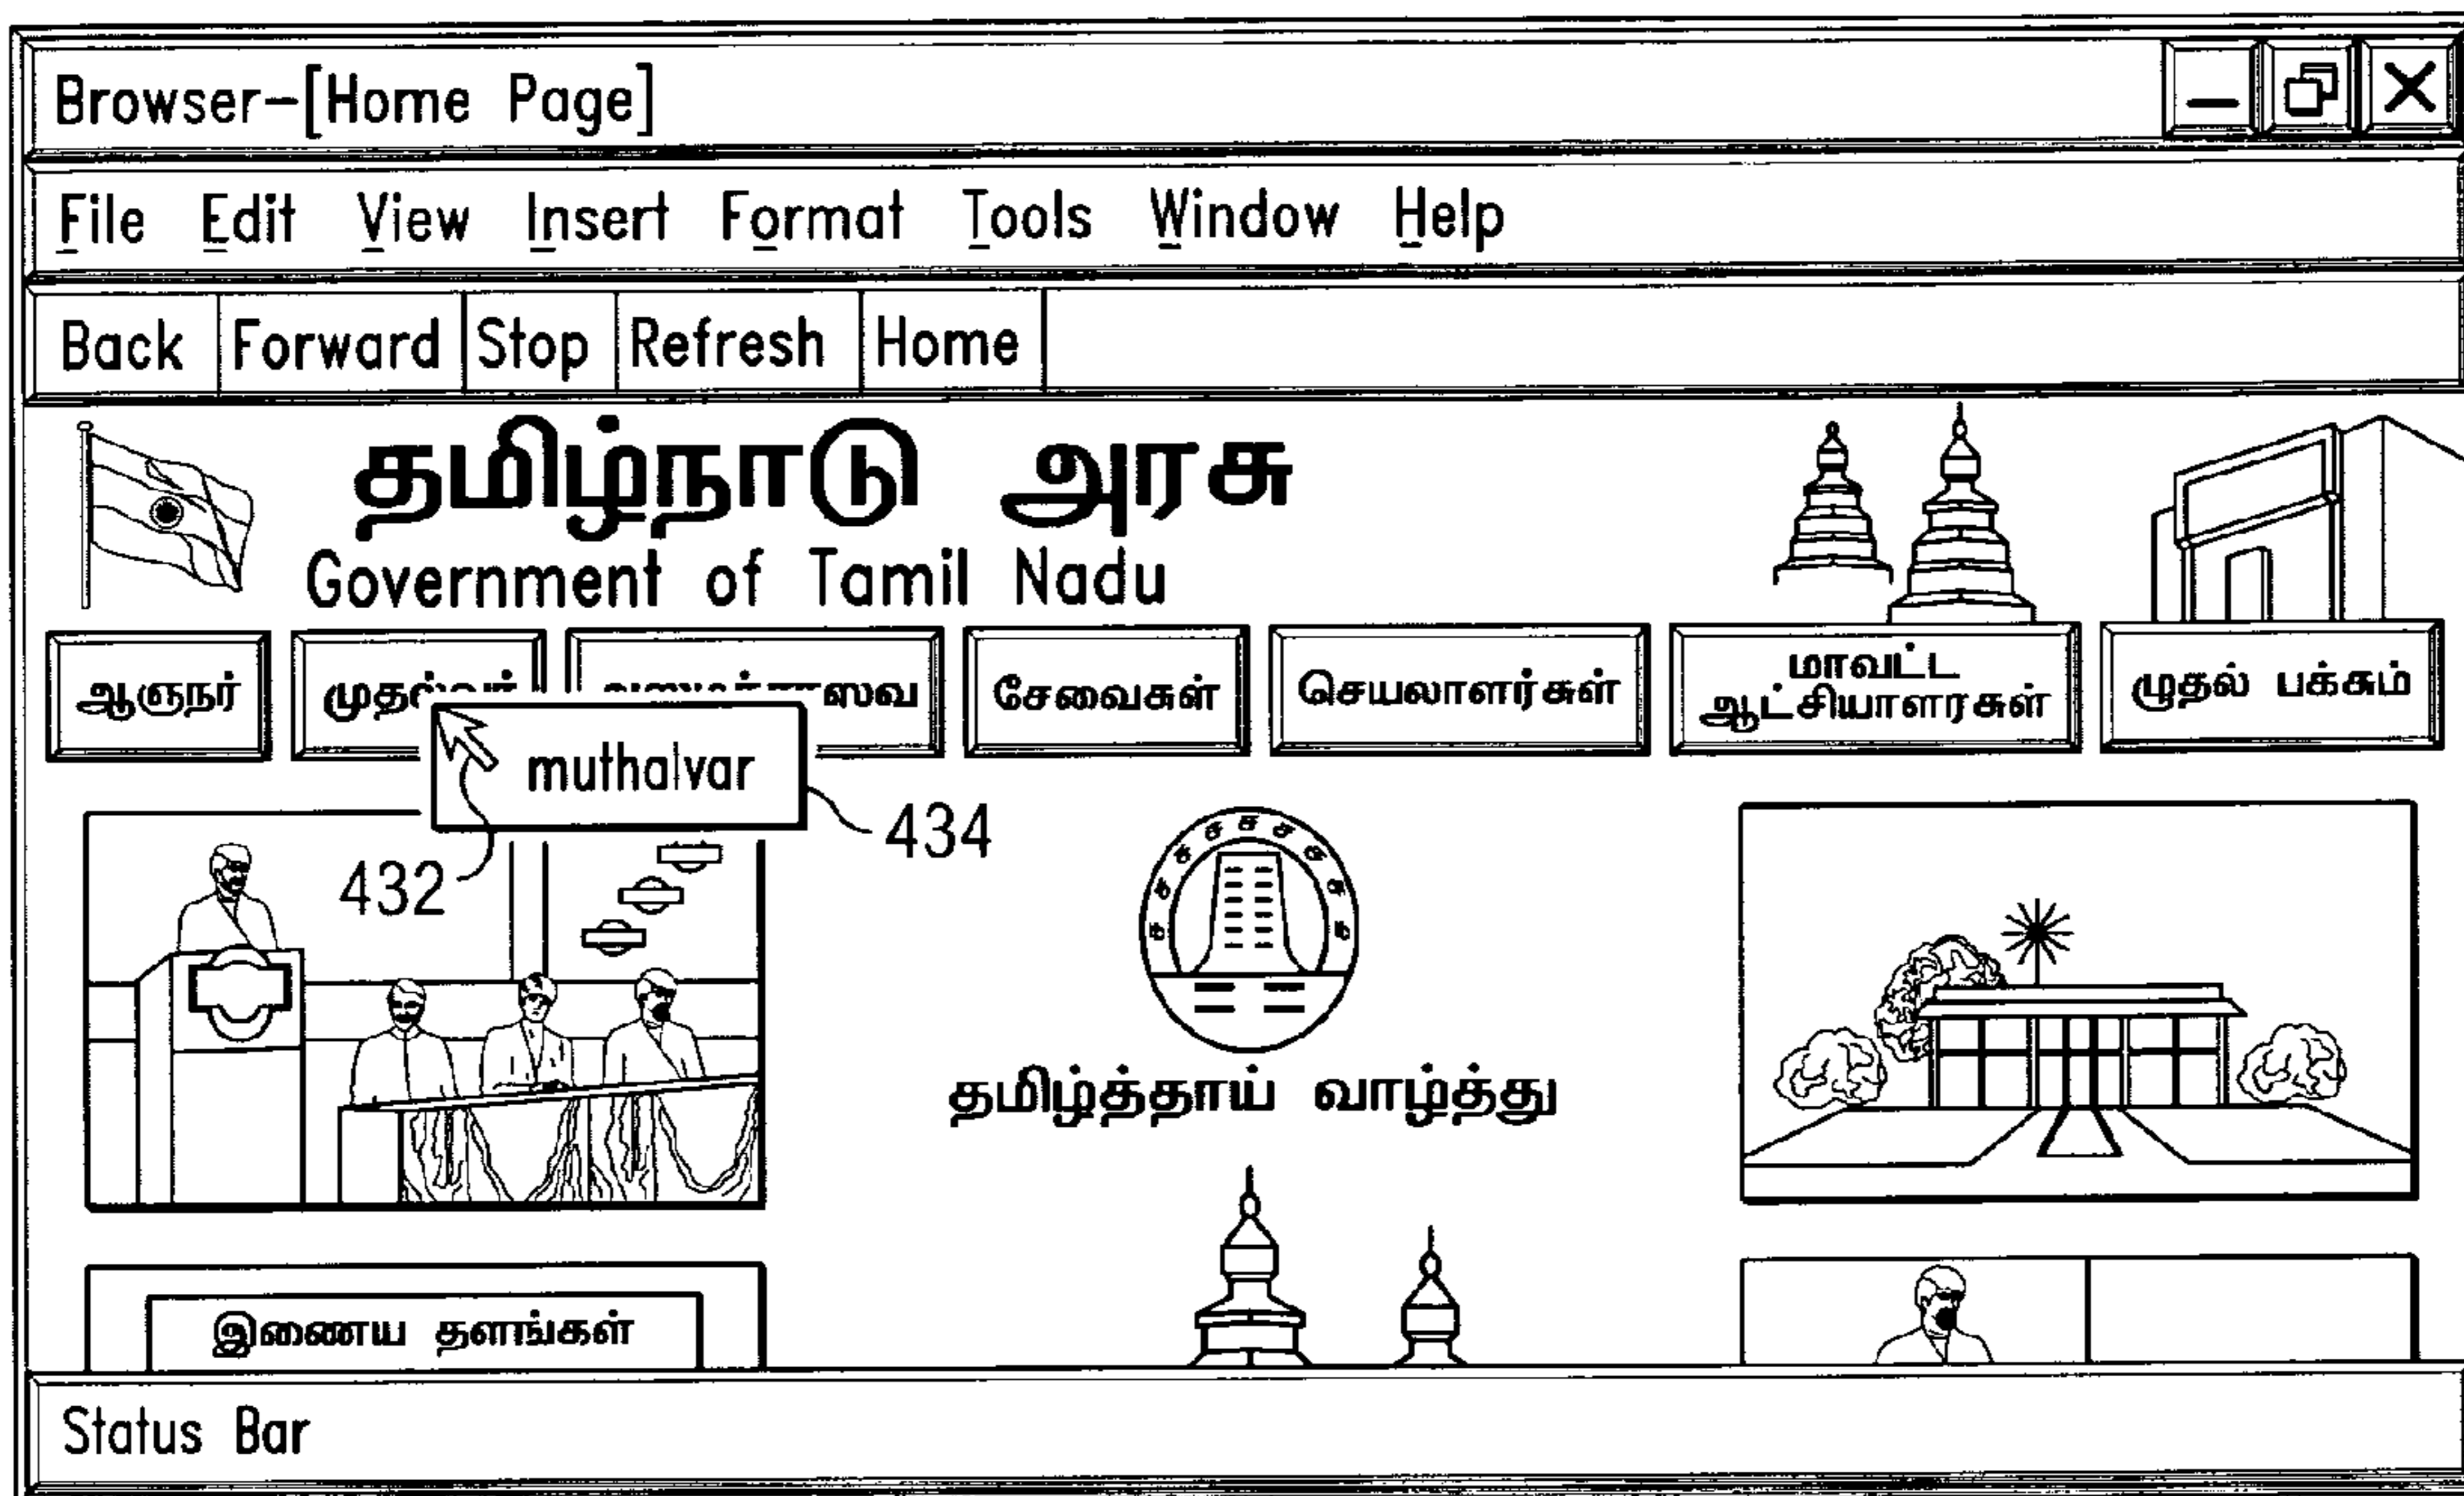 Browser-[Home Page]
File Edit View Insert Format Tools Window Help
Back Forward Stop Refresh Home
தமிழ்நாடு அரசு
Government of Tamil Nadu
ஆளுநர்
சேவைகள்
செயலாளர்கள்
மாவட்ட
ஆட்சியாளரகள்
முதல் பக்கம்
muthalvar
434
432
தமிழ்த்தாய் வாழ்த்து
இணைய தளங்கள்
Status Bar